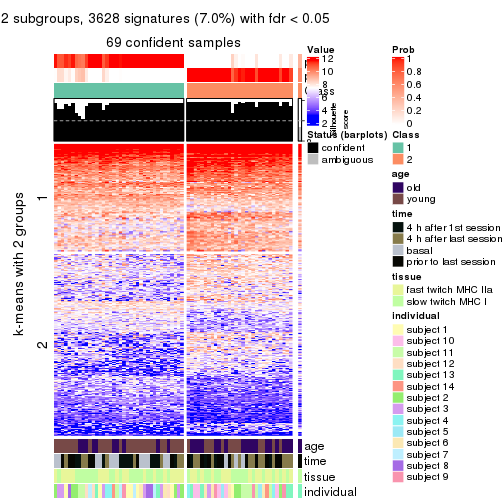 2 subgroups, 3628 signatures (7.0%) with fdr < 0.05
69 confident samples
k-means with 2 groups
1
2
Value
12
10
8
6
4
2
Silhouette
score
Prob
1
0.8
0.6
0.4
0.2
0
Status (barplots)
confident
ambiguous
Class
1
2
age
old
young
time
4 h after 1st session
4 h after last session
basal
prior to last session
tissue
fast twitch MHC IIa
slow twitch MHC I
individual
subject 1
subject 10
subject 11
subject 12
subject 13
subject 14
subject 2
subject 3
subject 4
subject 5
subject 6
subject 7
subject 8
subject 9
age
time
tissue
individual